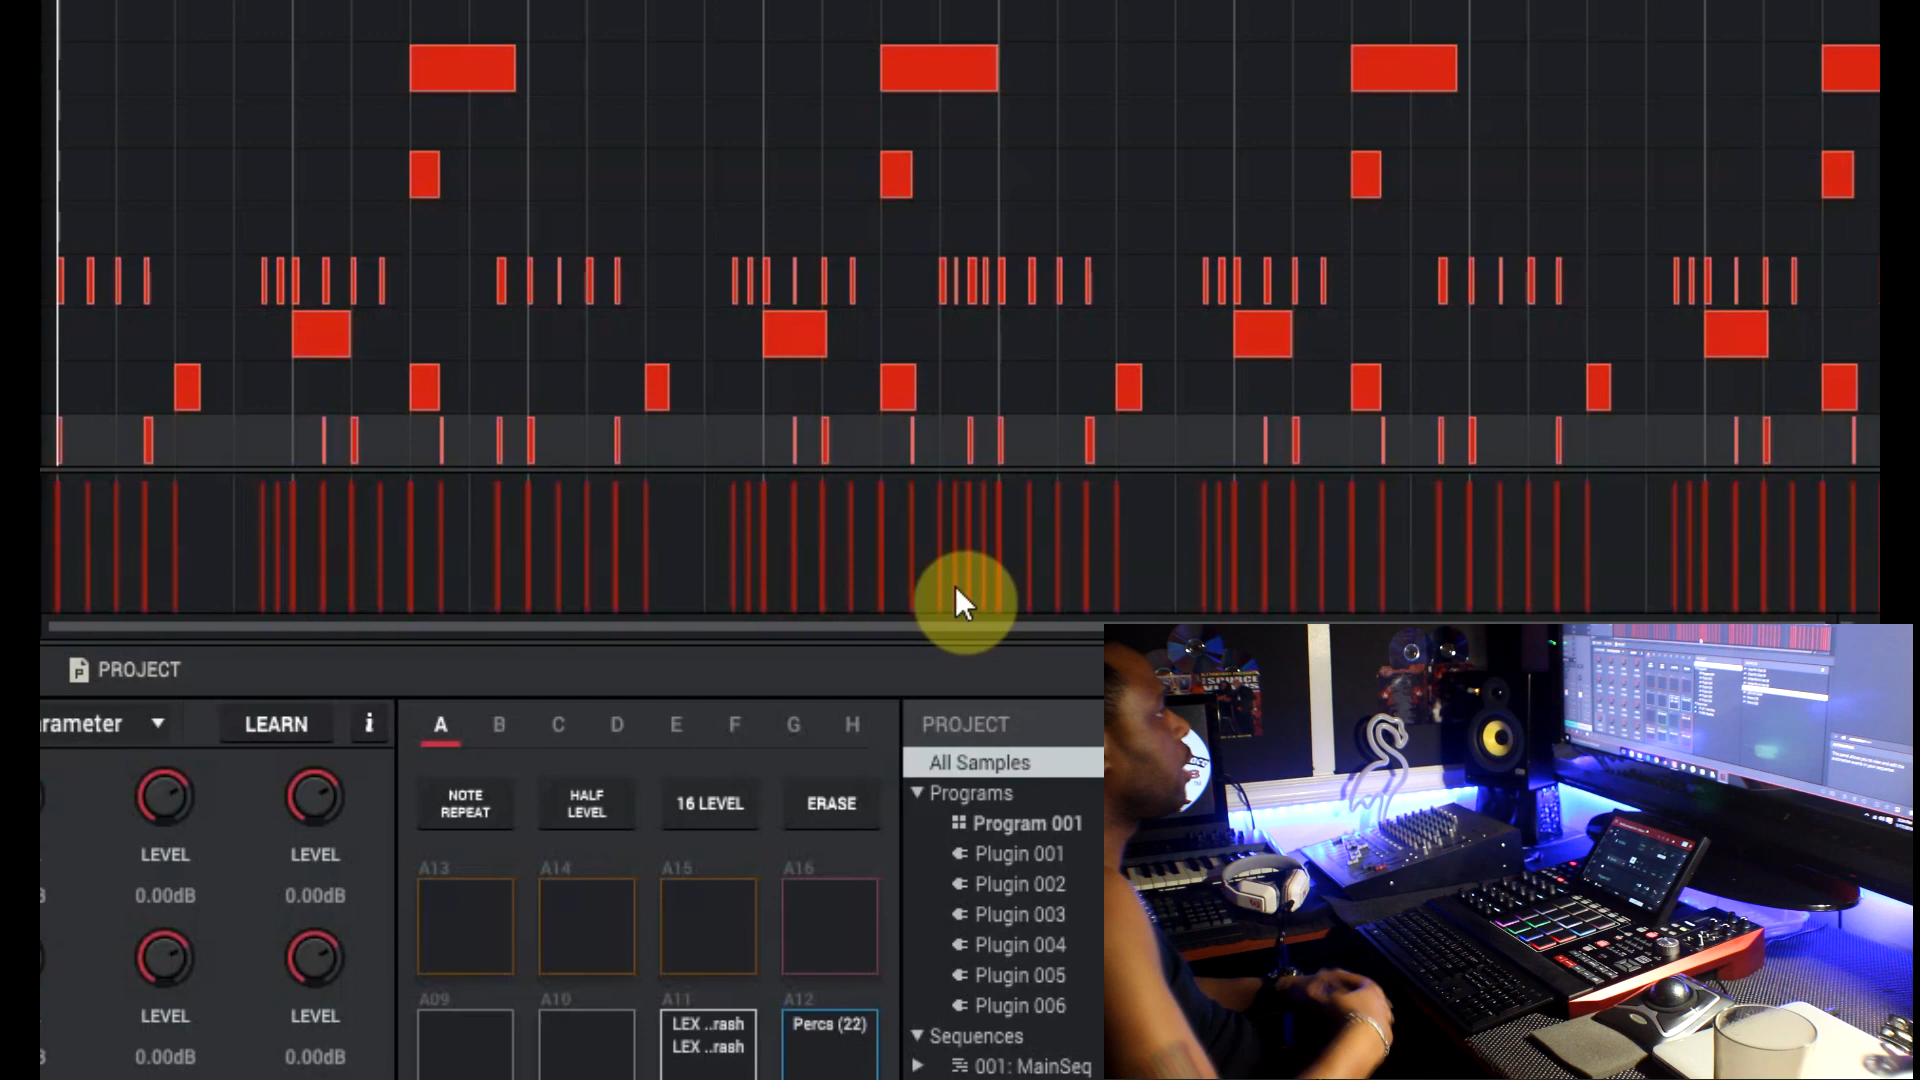 PROJECT
rameter
LEARN
i
A B C D E F G H
PROJECT
All Samples
Programs
Program 001
Plugin 001
Plugin 002
Plugin 003
Plugin 004
Plugin 005
Plugin 006
Sequences
001: MainSeq
NOTE
REPEAT
HALF
LEVEL
16 LEVEL
ERASE
LEVEL
LEVEL
0.00dB
0.00dB
LEVEL
LEVEL
0.00dB
0.00dB
A13
A14
A15
A16
A09
A10
A11
A12
LEX ..rash
LEX ..rash
Percs (22)